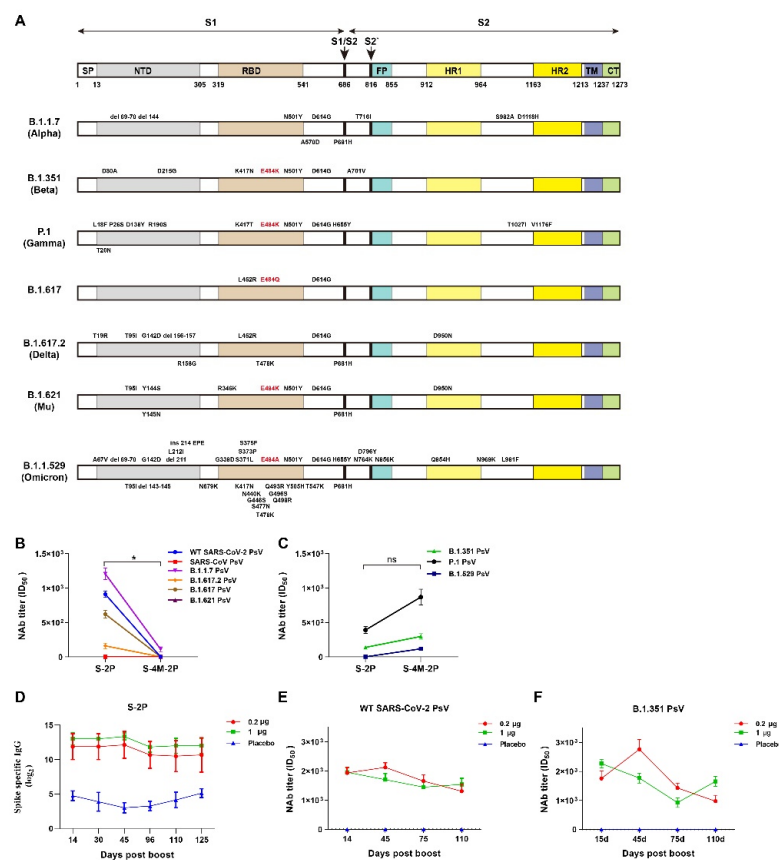 A
S1 S2
S1/S2 S2`
SP NTD RBD FP HR1 HR2 TM CT
1 13 305 319 541 686 816 855 912 964 1163 1213 1237 1273
del 69-70 del 144 N501Y D614G T716I S982A D1118H
B.1.1.7
(Alpha)
A570D P681H
D80A D215G K417N E484K N501Y D614G A701V
B.1.351
(Beta)
L18F P26S D138Y R190S K417T E484K N501Y D614G H655Y T1027I V1176F
P.1
(Gamma)
T20N
L452R E484Q D614G
B.1.617
T19R T95I G142D del 156-157 L452R D614G D950N
B.1.617.2
(Delta)
R158G T478K P681H
T95I Y144S R346K E484K N501Y D614G D950N
B.1.621
(Mu)
Y145N P681H
ins 214 EPE S375F
L212I S373P D796Y
A67V del 69-70 G142D del 211 G339D S371L E484A N501Y D614G H655Y N764K N856K Q954H N969K L981F
B.1.1.529
(Omicron)
T95I del 143-145 N679K K417N Q493R Y505H T547K P681H
N440K G496S
G446S Q498R
S477N
T478K
B
1.5×10³
1×10³
5×10²
0
NAb titer (ID50)
*
S-2P S-4M-2P
WT SARS-CoV-2 PsV
SARS-CoV PsV
B.1.1.7 PsV
B.1.617.2 PsV
B.1.617 PsV
B.1.621 PsV
C
1.5×10³
1×10³
5×10²
0
NAb titer (ID50)
ns
S-2P S-4M-2P
B.1.351 PsV
P.1 PsV
B.1.529 PsV
D
S-2P
15
10
5
0
Spike specific IgG
(log2)
14 30 45 96 110 125
Days post boost
0.2 μg
1 μg
Placebo
E
WT SARS-CoV-2 PsV
4×10³
3×10³
2×10³
1×10³
0
NAb titer (ID50)
14 45 75 110
Days post boost
0.2 μg
1 μg
Placebo
F
B.1.351 PsV
4×10³
3×10³
2×10³
1×10³
0
NAb titer (ID50)
15d 45d 75d 110d
Days post boost
0.2 μg
1 μg